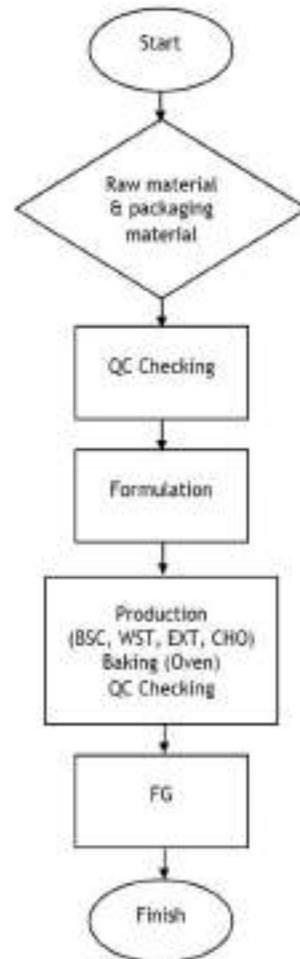 Start
Raw material
& packaging
material
QC Checking
Formulation
Production
(BSC, WST, EXT, CHO)
Baking (Oven)
QC Checking
FG
Finish